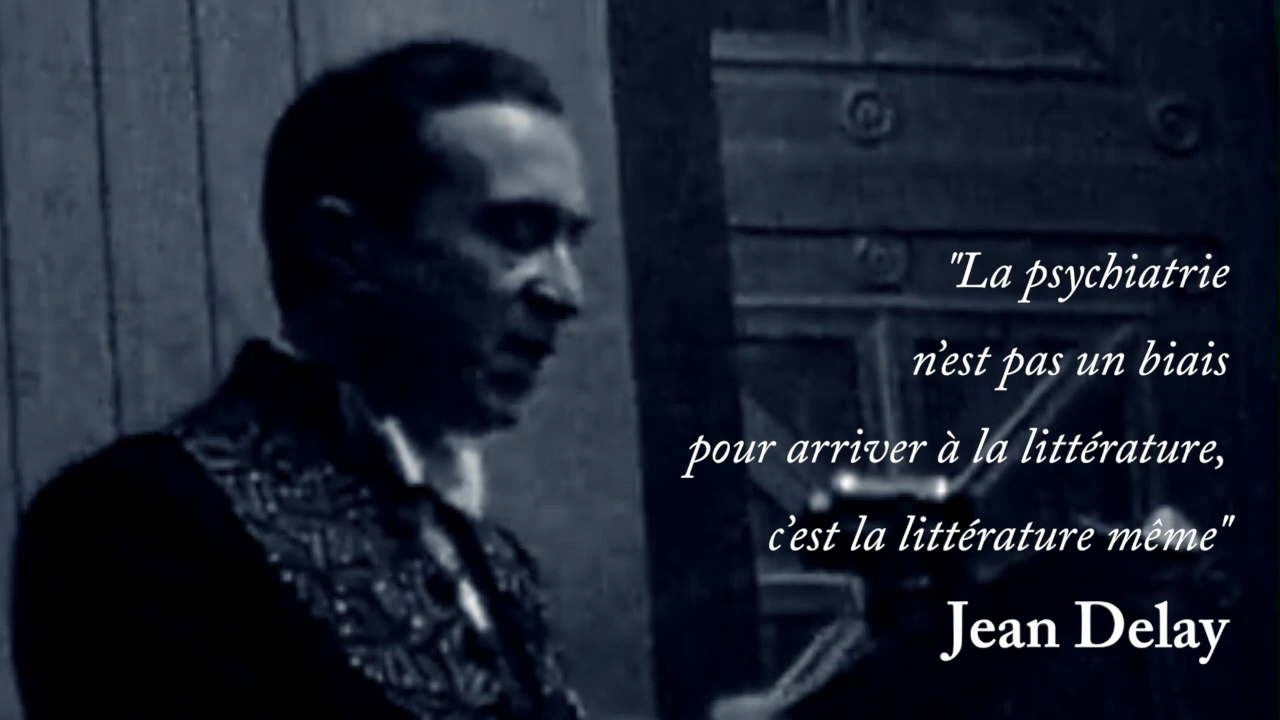 "La psychiatrie
n'est pas un biais
pour arriver à la littérature,
c'est la littérature même"
Jean Delay